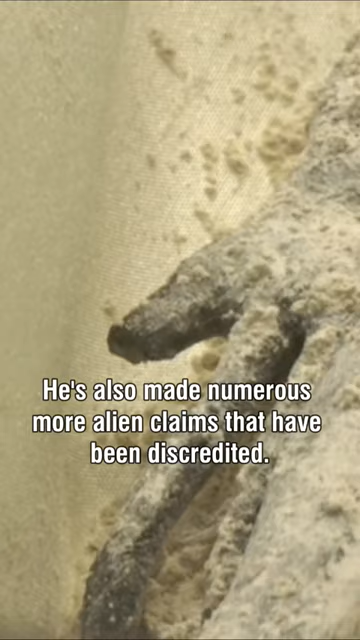 He's also made numerous
more alien claims that have
been discredited.